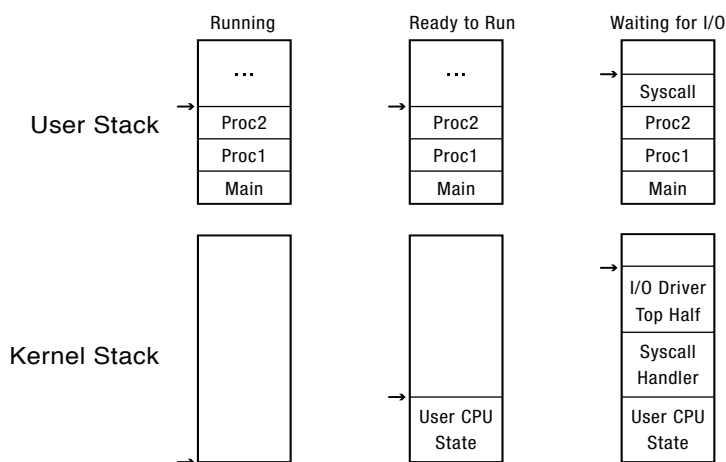 Running
Ready to Run
Waiting for I/O
User Stack
...
Proc2
Proc1
Main
...
Proc2
Proc1
Main
Syscall
Proc2
Proc1
Main
Kernel Stack
User CPU
State
I/O Driver
Top Half
Syscall
Handler
User CPU
State